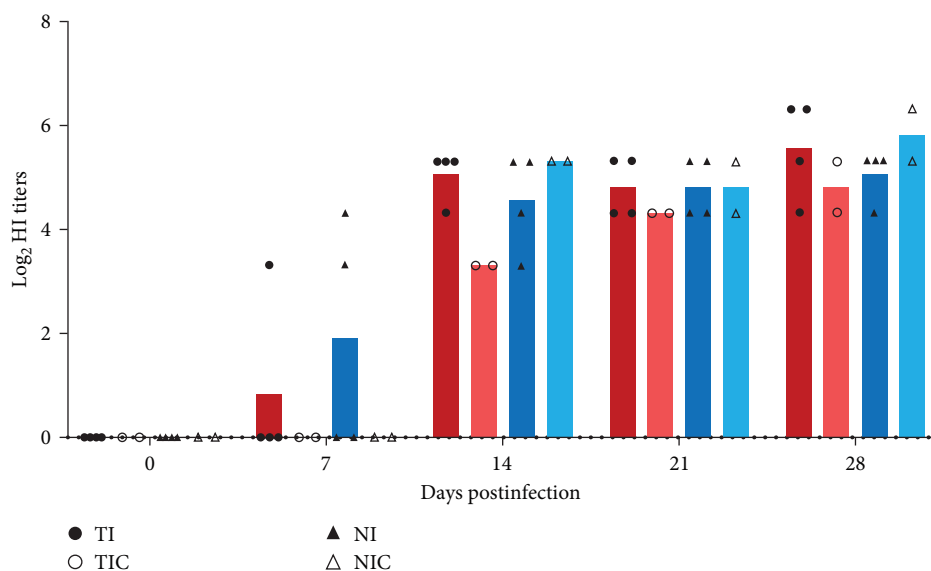 8
6
4
2
0
Log₂ HI titers
0 7 14 21 28
Days postinfection
TI NI
TIC NIC